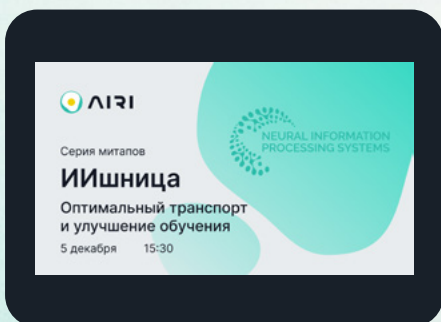 AIRI
NEURAL INFORMATION
PROCESSING SYSTEMS
Серия митапов
ИИшница
Оптимальный транспорт
и улучшение обучения
5 декабря 15:30